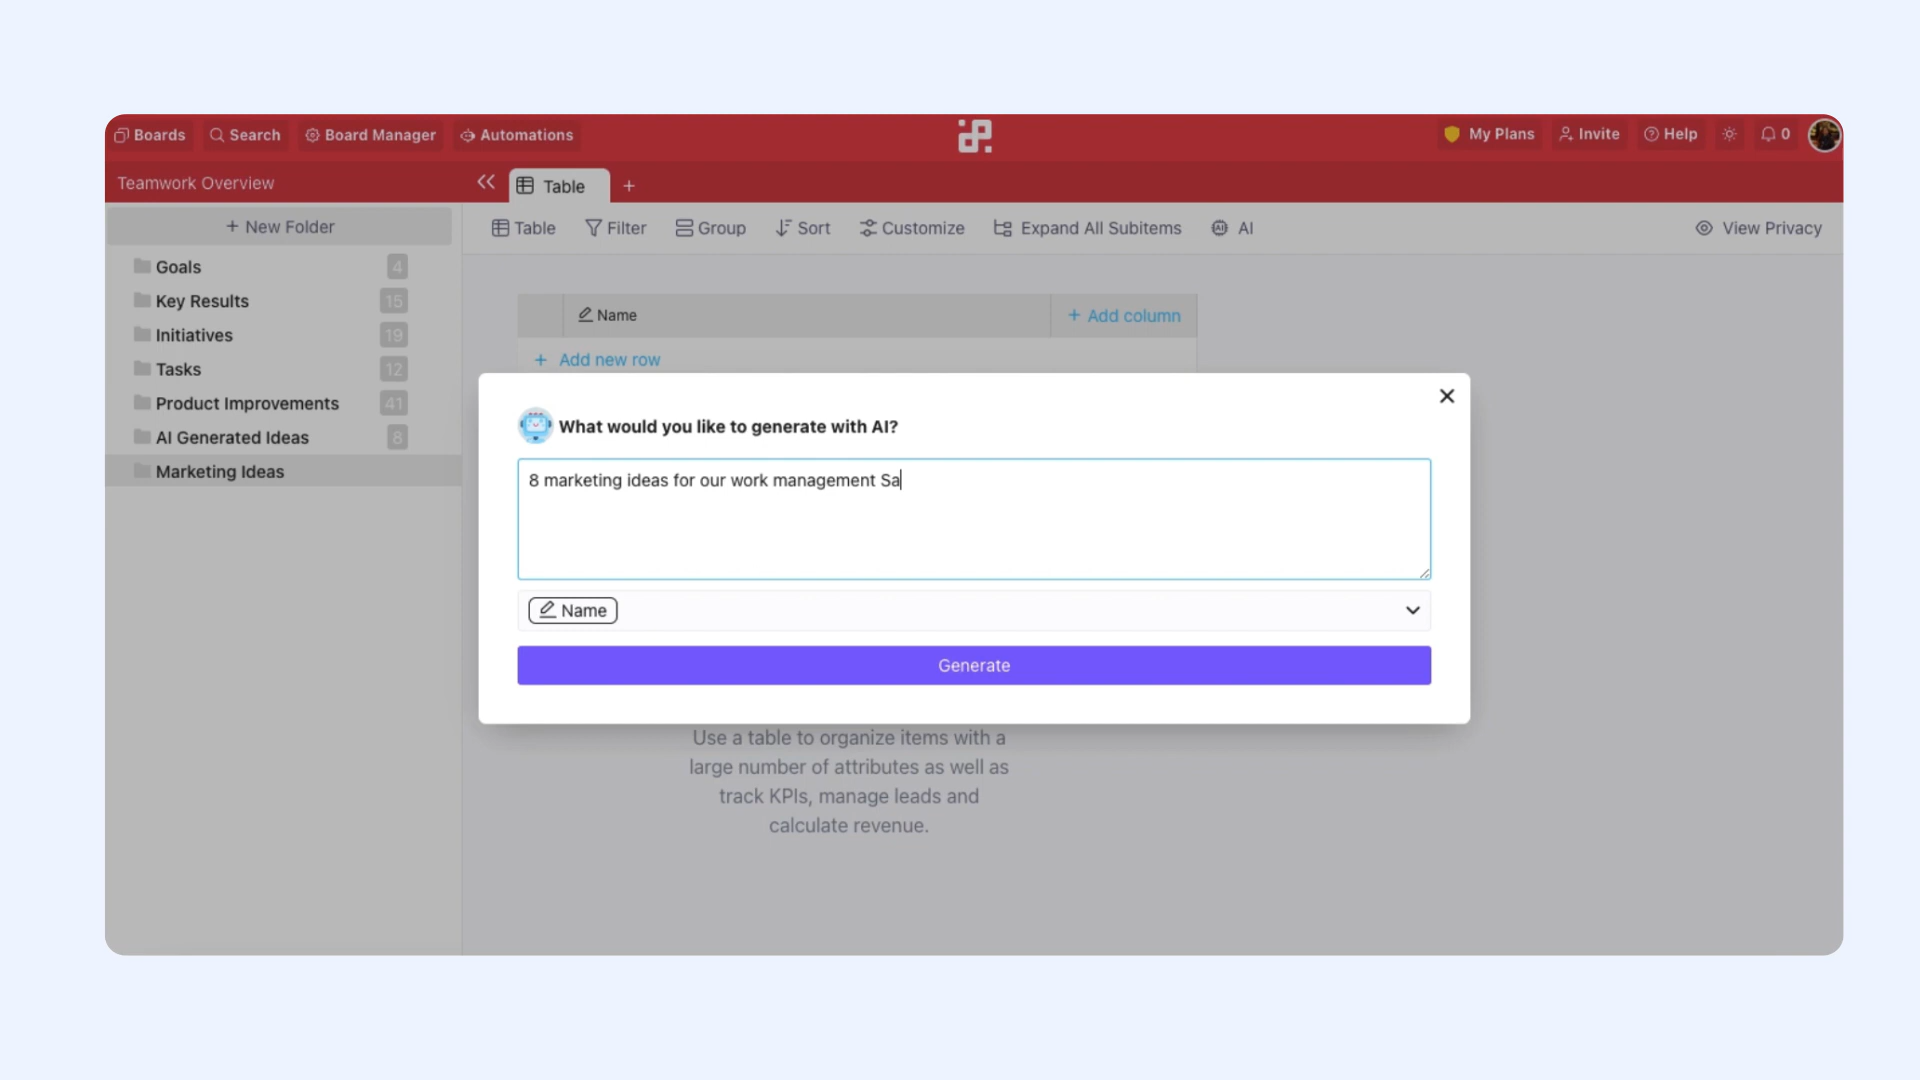 Boards Search Board Manager Automations My Plans Invite Help 0
Teamwork Overview Table +
+ New Folder Table Filter Group Sort Customize Expand All Subitems AI View Privacy
Goals 4
Key Results 15
Initiatives 19
Tasks 12
Product Improvements 41
AI Generated Ideas 8
Marketing Ideas
Name + Add column
+ Add new row
What would you like to generate with AI?
8 marketing ideas for our work management Sa
Name
Generate
Use a table to organize items with a
large number of attributes as well as
track KPIs, manage leads and
calculate revenue.